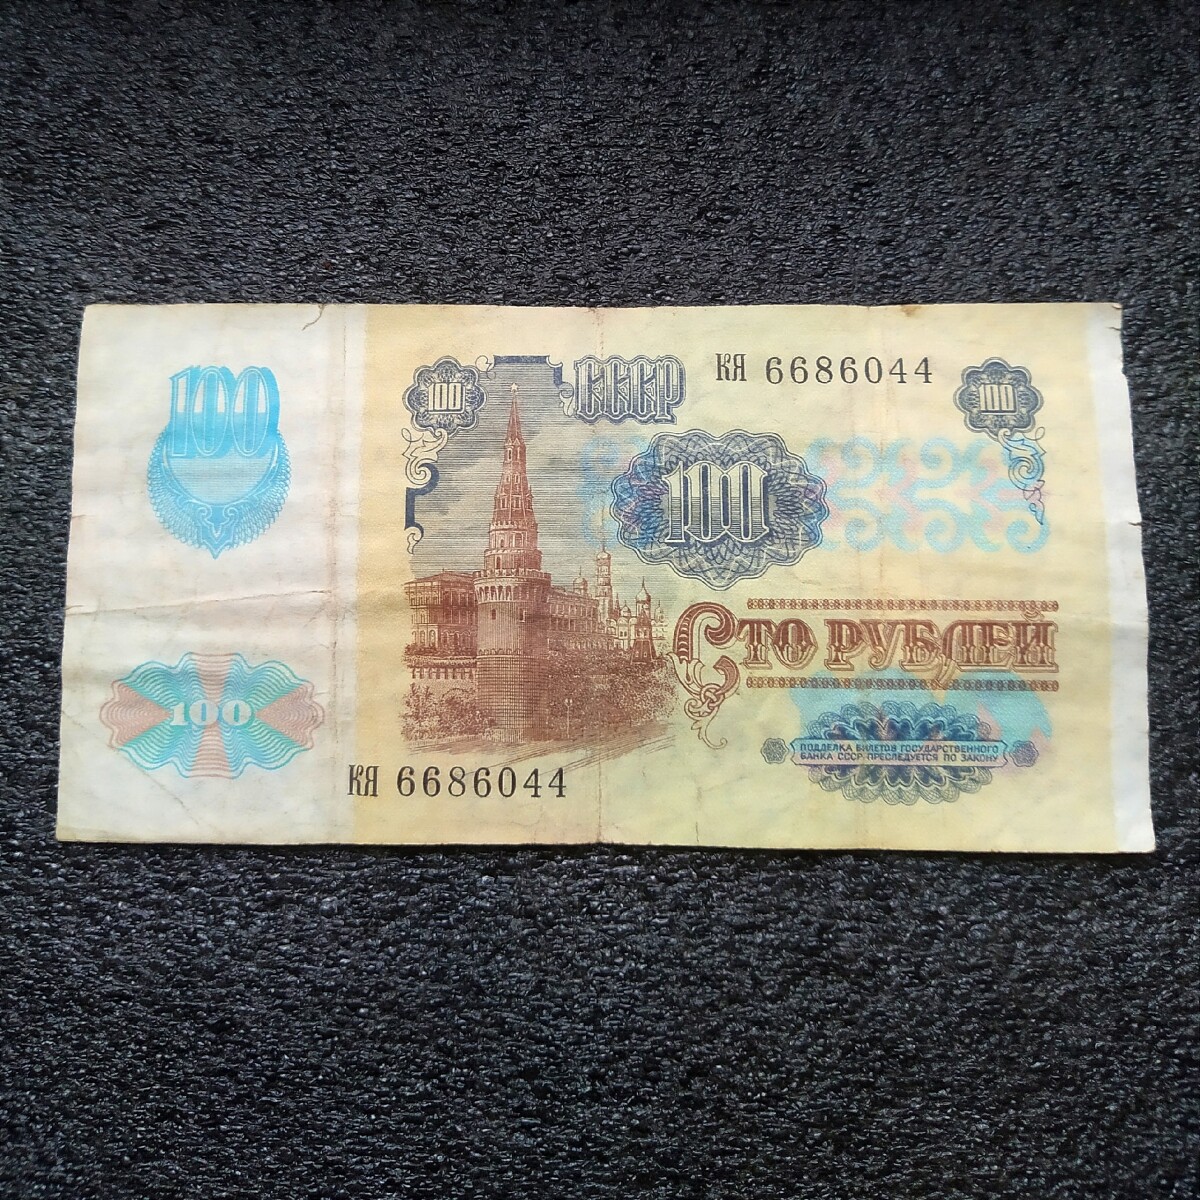 100
100 СССР КЯ 6686044 100
100
СТО РУБЛЕЙ
100
ПОДДЕЛКА БИЛЕТОВ ГОСУДАРСТВЕННОГО
БАНКА СССР ПРЕСЛЕДУЕТСЯ ПО ЗАКОНУ
КЯ 6686044